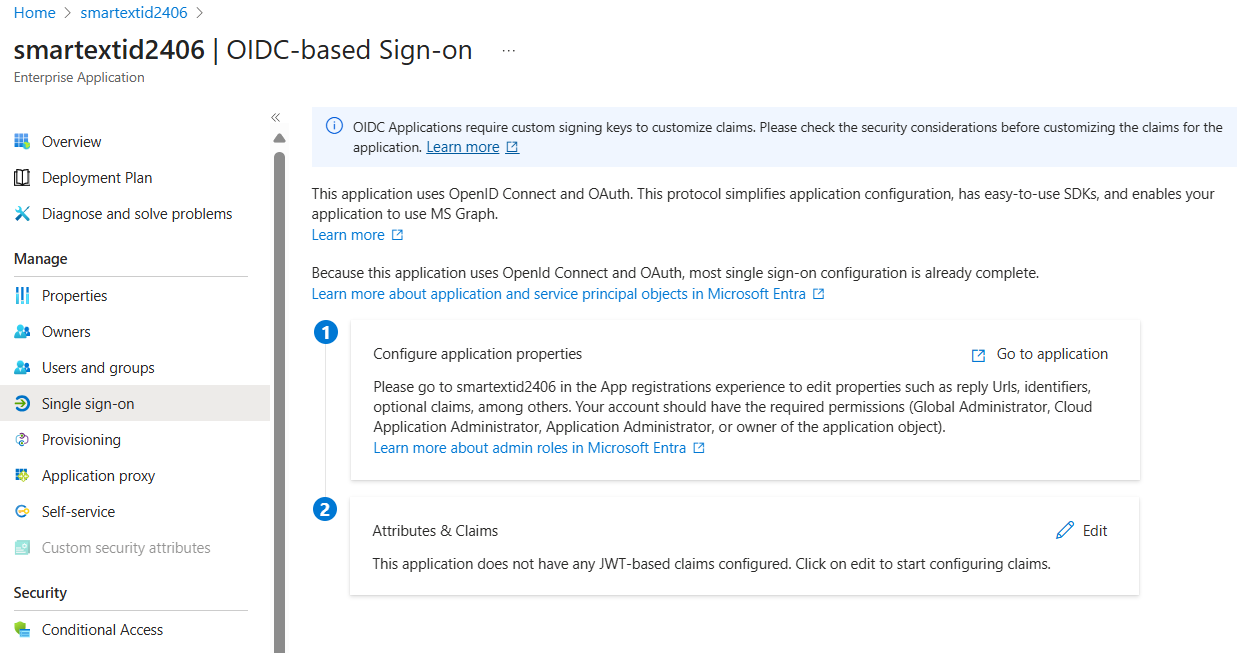 Home > smartextid2406 >
smartextid2406 | OIDC-based Sign-on ...
Enterprise Application
«
Overview
Deployment Plan
Diagnose and solve problems
Manage
Properties
Owners
Users and groups
Single sign-on
Provisioning
Application proxy
Self-service
Custom security attributes
Security
Conditional Access
OIDC Applications require custom signing keys to customize claims. Please check the security considerations before customizing the claims for the
application. Learn more
This application uses OpenID Connect and OAuth. This protocol simplifies application configuration, has easy-to-use SDKs, and enables your
application to use MS Graph.
Learn more
Because this application uses OpenId Connect and OAuth, most single sign-on configuration is already complete.
Learn more about application and service principal objects in Microsoft Entra
1
Configure application properties
Go to application
Please go to smartextid2406 in the App registrations experience to edit properties such as reply Urls, identifiers,
optional claims, among others. Your account should have the required permissions (Global Administrator, Cloud
Application Administrator, Application Administrator, or owner of the application object).
Learn more about admin roles in Microsoft Entra
2
Attributes & Claims
Edit
This application does not have any JWT-based claims configured. Click on edit to start configuring claims.